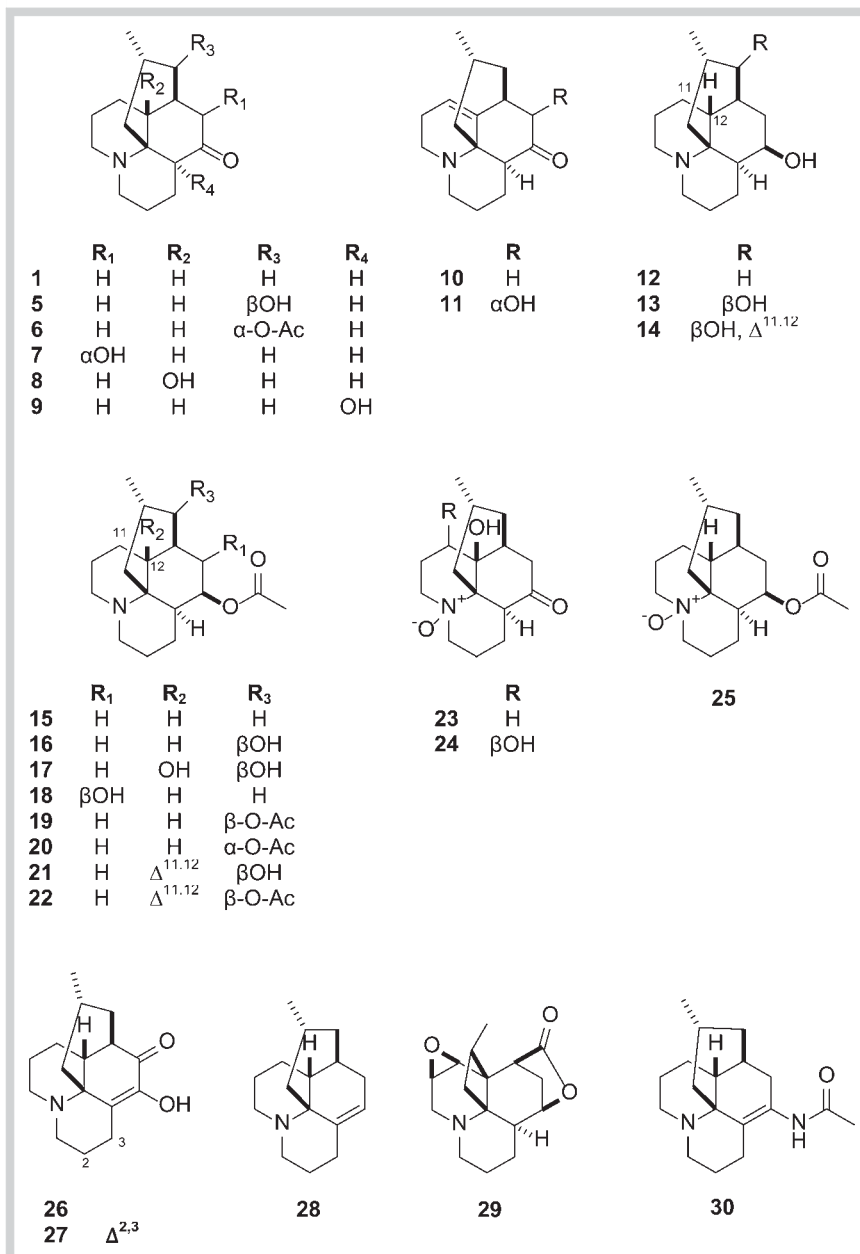 R₃ R R
R₂ H
R₁ R 11
12
N O N O N OH
R₄ H H
R₁ R₂ R₃ R₄ R R
1 H H H H 10 H 12 H
5 H H βOH H 11 αOH 13 βOH
6 H H α-O-Ac H 14 βOH, Δ¹¹·¹²
7 αOH H H H
8 H OH H H
9 H H H OH
R₃
R₂ R OH H
11 R₁ O
12
N O N⁺ O N⁺ O O
H ⁻O H ⁻O H
R₁ R₂ R₃ R 25
15 H H H 23 H
16 H H βOH 24 βOH
17 H OH βOH
18 βOH H H
19 H H β-O-Ac
20 H H α-O-Ac
21 H Δ¹¹·¹² βOH
22 H Δ¹¹·¹² β-O-Ac
H O H O O H O
N OH N N O N N
3 H H
2
26 28 29 30
27 Δ²,³